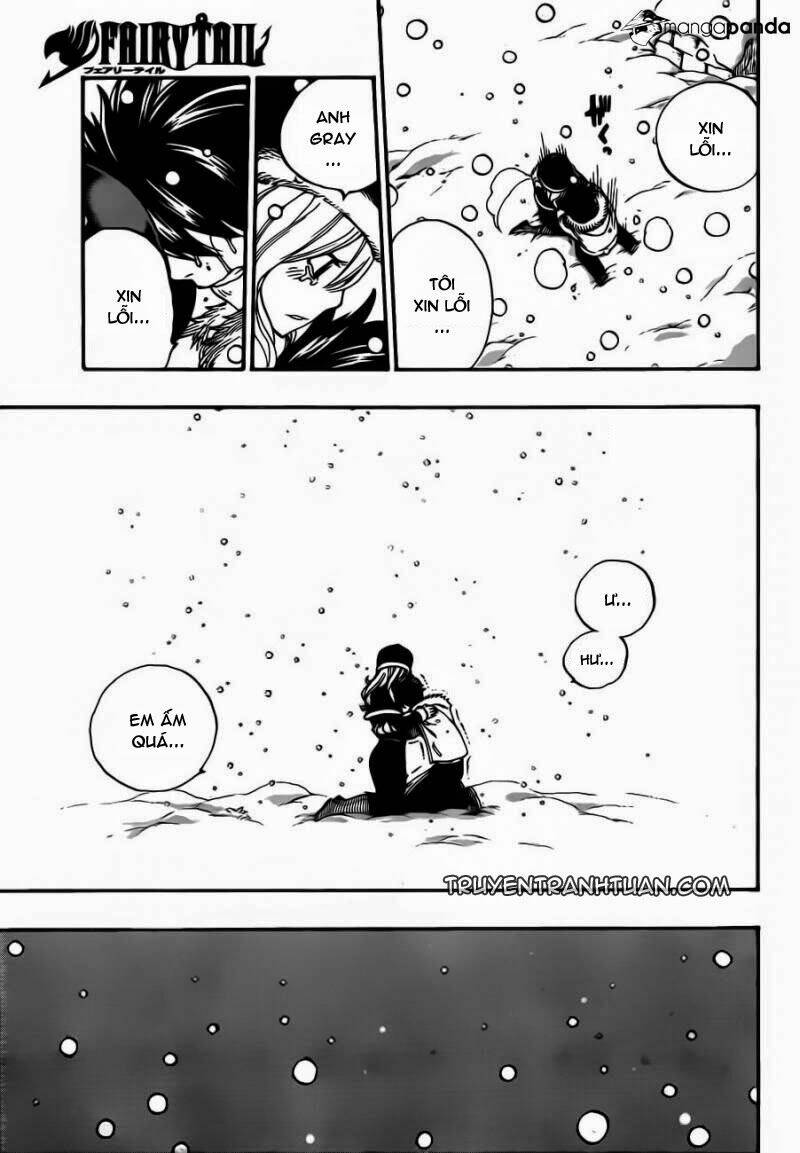 FAIRY TAIL
フェアリーテイル
mangapanda
XIN
LỖI...
TÔI
XIN LỖI
...
ANH
GRAY
...
XIN
LỖI...
Ư...
HƯ...
EM ẤM
QUÁ...
TRUYENTRANHTUAN.COM